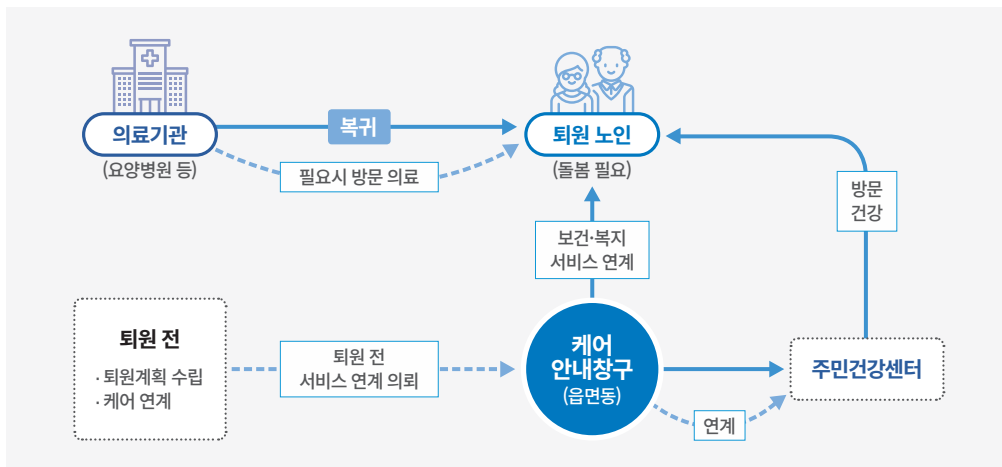 의료기관
(요양병원 등)
복귀
필요시 방문 의료
퇴원 노인
(돌봄 필요)
방문
건강
보건·복지
서비스 연계
퇴원 전
· 퇴원계획 수립
· 케어 연계
퇴원 전
서비스 연계 의뢰
케어
안내창구
(읍면동)
연계
주민건강센터